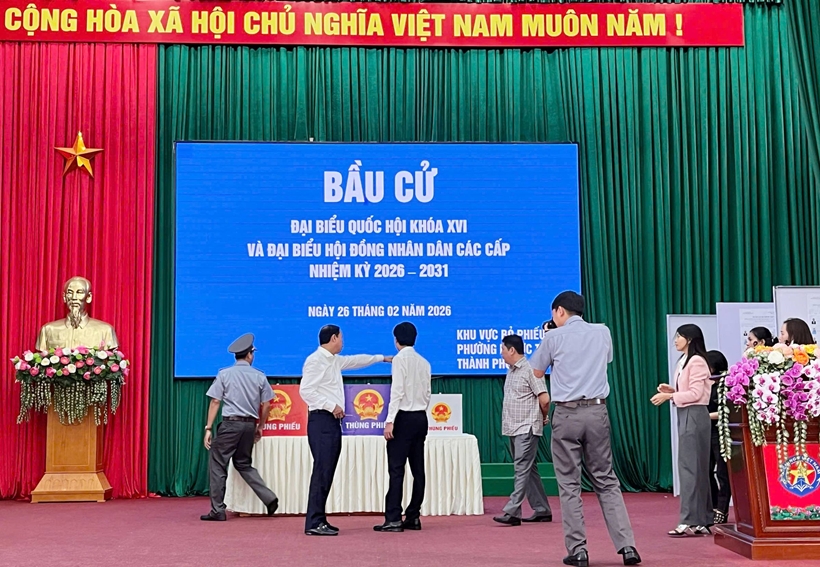 CỘNG HÒA XÃ HỘI CHỦ NGHĨA VIỆT NAM MUÔN NĂM !
BẦU CỬ
ĐẠI BIỂU QUỐC HỘI KHÓA XVI
VÀ ĐẠI BIỂU HỘI ĐỒNG NHÂN DÂN CÁC CẤP
NHIỆM KỲ 2026 – 2031
NGÀY 26 THÁNG 02 NĂM 2026
KHU VỰC BỎ PHIẾU
PHƯỜNG
THÀNH PHỐ
THÙNG PHIẾU
THÙNG PHIẾU
THÙNG PHIẾU